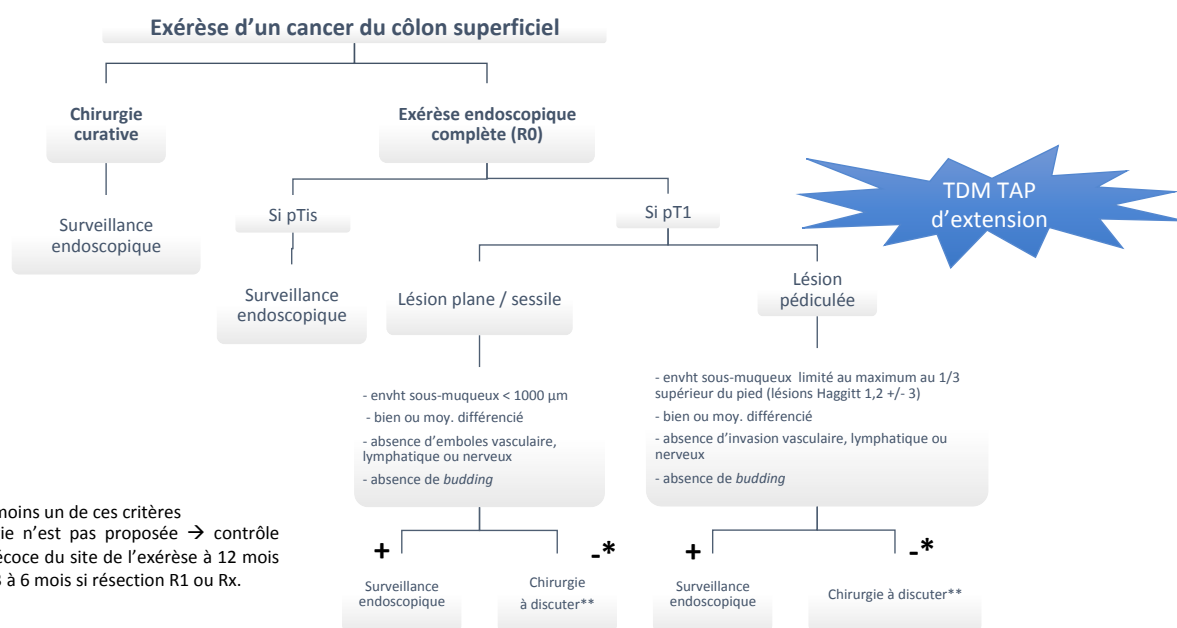 Exérèse d’un cancer du côlon superficiel
Chirurgie
curative
Exérèse endoscopique
complète (R0)
TDM TAP
d’extension
Surveillance
endoscopique
Si pTis
Si pT1
Surveillance
endoscopique
Lésion plane / sessile
Lésion
pédiculée
- envht sous-muqueux < 1000 µm
- bien ou moy. différencié
- absence d’emboles vasculaire,
lymphatique ou nerveux
- absence de budding
- envht sous-muqueux limité au maximum au 1/3
supérieur du pied (lésions Haggitt 1,2 +/- 3)
- bien ou moy. différencié
- absence d’invasion vasculaire, lymphatique ou
nerveux
- absence de budding
moins un de ces critères
n’est pas proposée → contrôle
du site de l’exérèse à 12 mois
à 6 mois si résection R1 ou Rx.
+
-*
+
-*
Surveillance
endoscopique
Chirurgie
à discuter**
Surveillance
endoscopique
Chirurgie à discuter**